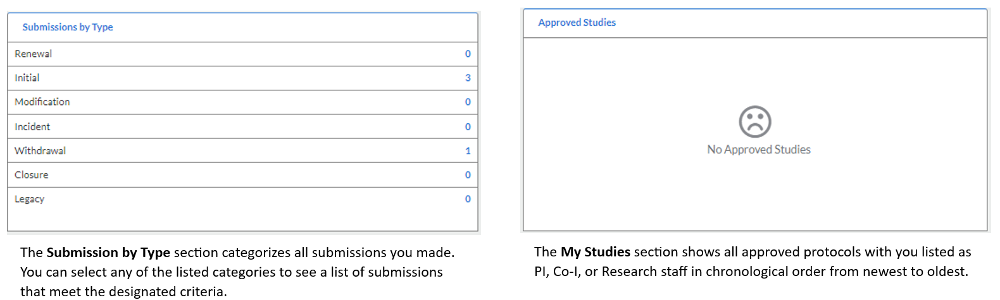 Submissions by Type
Renewal 0
Initial 3
Modification 0
Incident 0
Withdrawal 1
Closure 0
Legacy 0
The Submission by Type section categorizes all submissions you made.
You can select any of the listed categories to see a list of submissions
that meet the designated criteria.
Approved Studies
No Approved Studies
The My Studies section shows all approved protocols with you listed as
PI, Co-I, or Research staff in chronological order from newest to oldest.